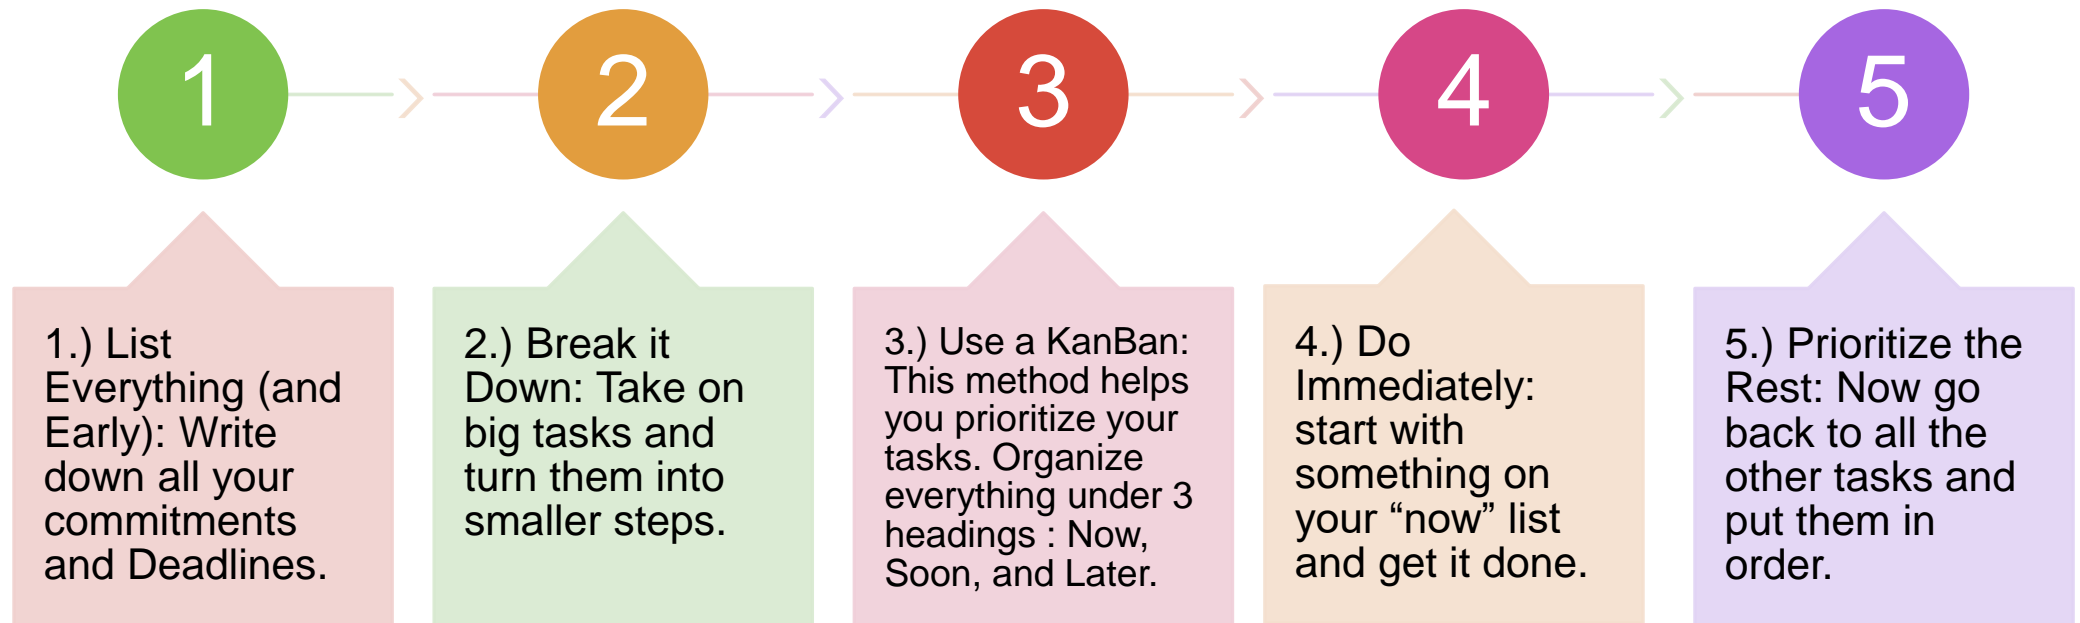 1
2
3
4
5
1.) List
Everything (and
Early): Write
down all your
commitments
and Deadlines.
2.) Break it
Down: Take on
big tasks and
turn them into
smaller steps.
3.) Use a KanBan:
This method helps
you prioritize your
tasks. Organize
everything under 3
headings : Now,
Soon, and Later.
4.) Do
Immediately:
start with
something on
your “now” list
and get it done.
5.) Prioritize the
Rest: Now go
back to all the
other tasks and
put them in
order.